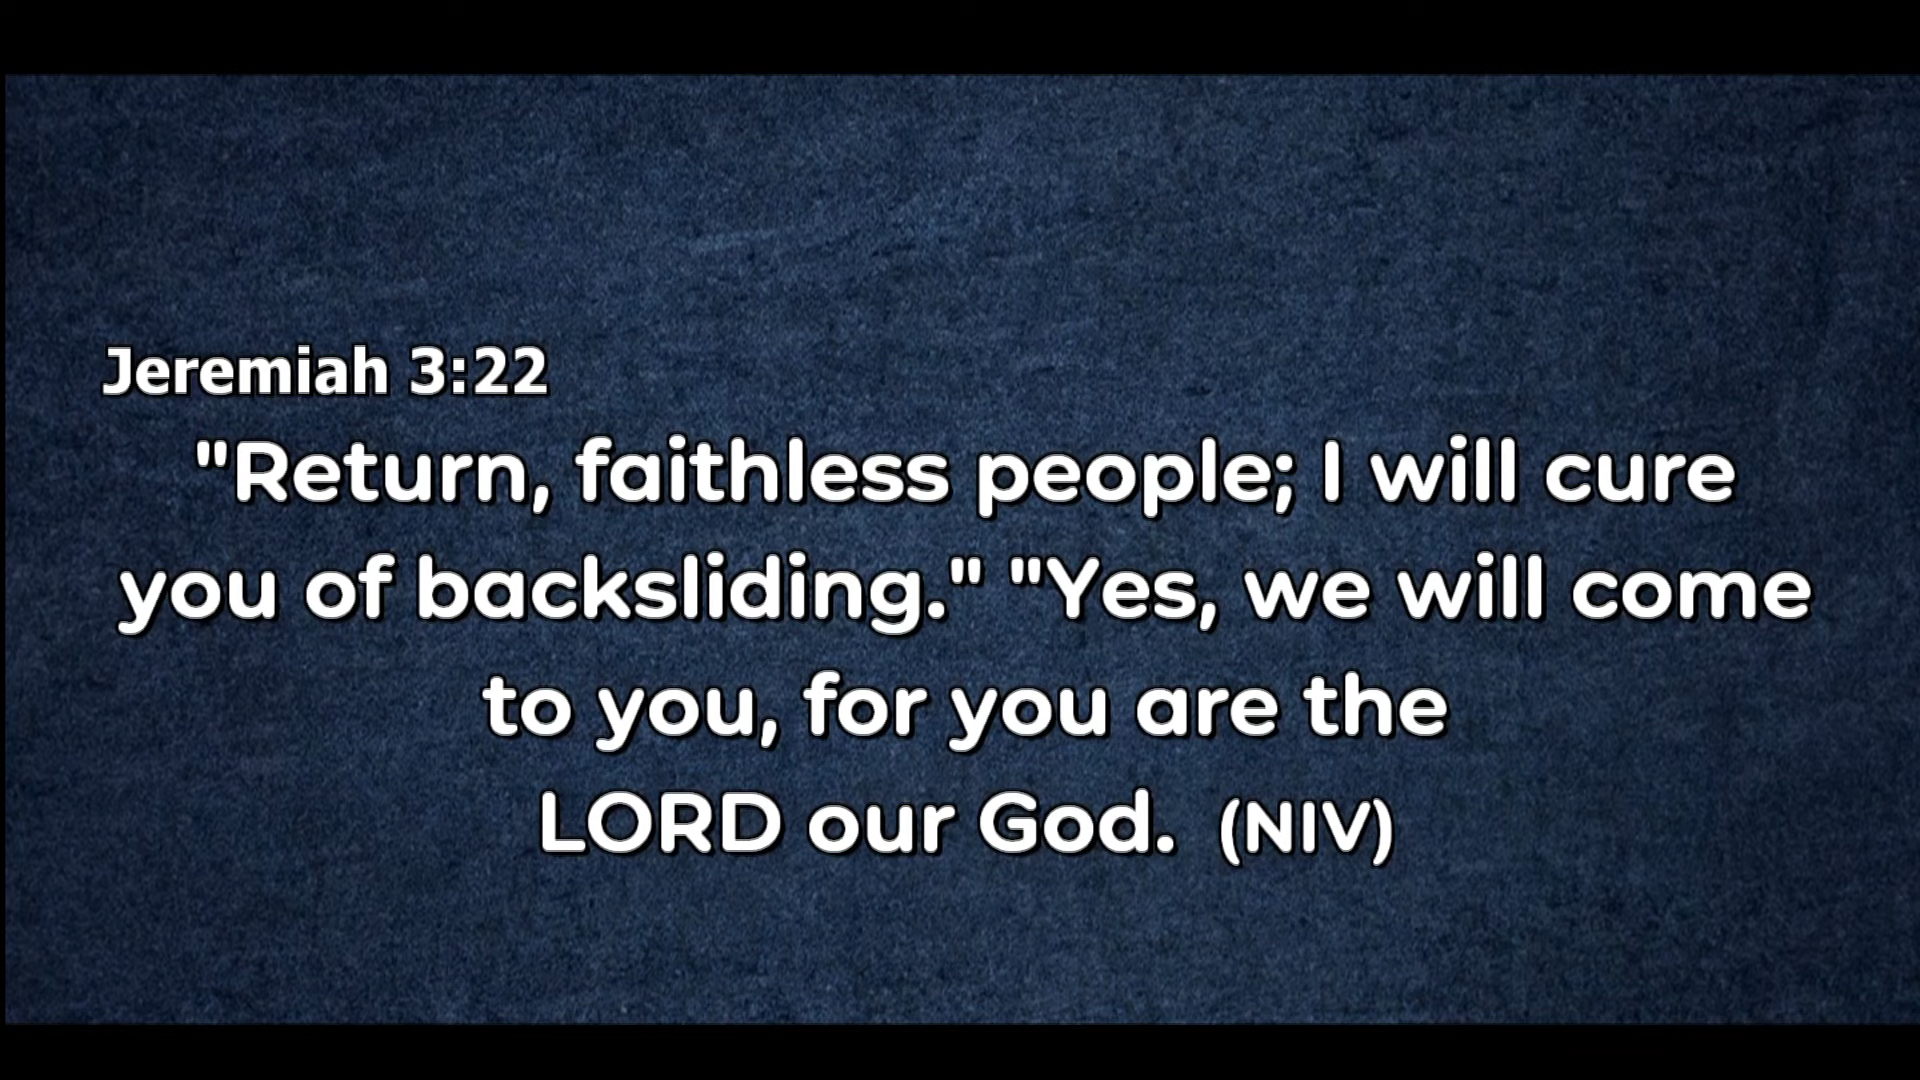 Jeremiah 3:22
"Return, faithless people; I will cure
you of backsliding." "Yes, we will come
to you, for you are the
LORD our God.  (NIV)